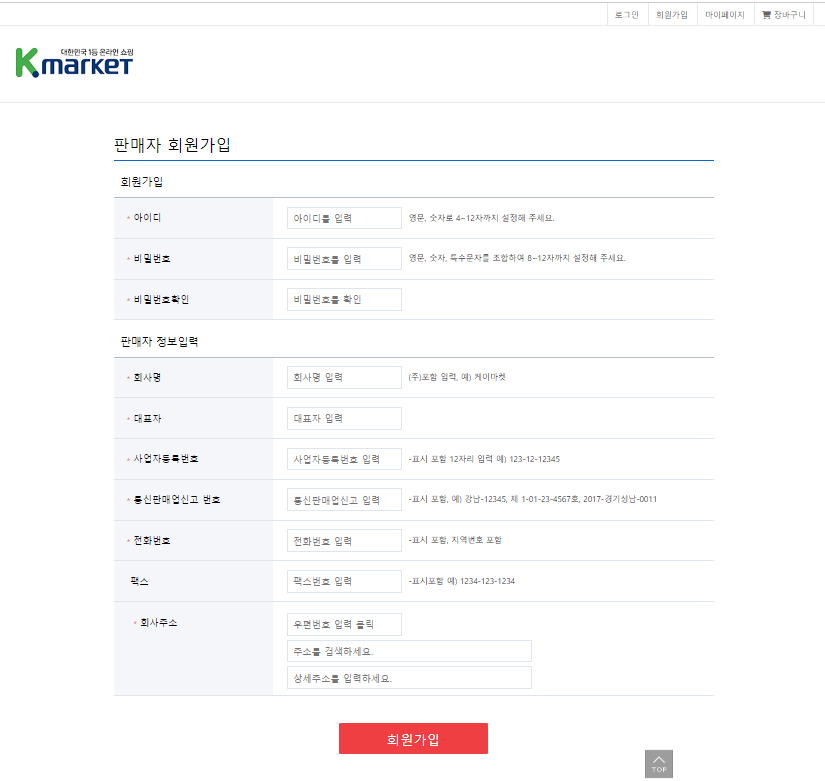 로그인 회원가입 마이페이지 장바구니
대한민국 1등 온라인 쇼핑
Kmarket
판매자 회원가입
회원가입
* 아이디 아이디를 입력 영문, 숫자로 4~12자까지 설정해 주세요.
* 비밀번호 비밀번호를 입력 영문, 숫자, 특수문자를 조합하여 8~12자까지 설정해 주세요.
* 비밀번호확인 비밀번호를 확인
판매자 정보입력
* 회사명 회사명 입력 (주)포함 입력, 예) 케이마켓
* 대표자 대표자 입력
* 사업자등록번호 사업자등록번호 입력 -표시 포함 12자리 입력 예) 123-12-12345
* 통신판매업신고 번호 통신판매업신고 입력 -표시 포함, 예) 강남-12345, 제 1-01-23-4567호, 2017-경기성남-0011
* 전화번호 전화번호 입력 -표시 포함, 지역번호 포함
팩스 팩스번호 입력 -표시포함 예) 1234-123-1234
* 회사주소 우편번호 입력 클릭
주소를 검색하세요.
상세주소를 입력하세요.
회원가입
TOP